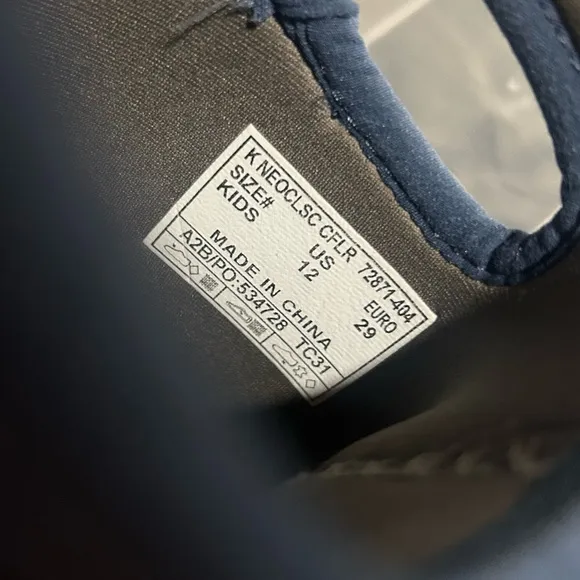 K NEOCLSC CFLR 72871-404
SIZE# US EURO
KIDS 12 29
MADE IN CHINA
A2B/PO:534728 TC31